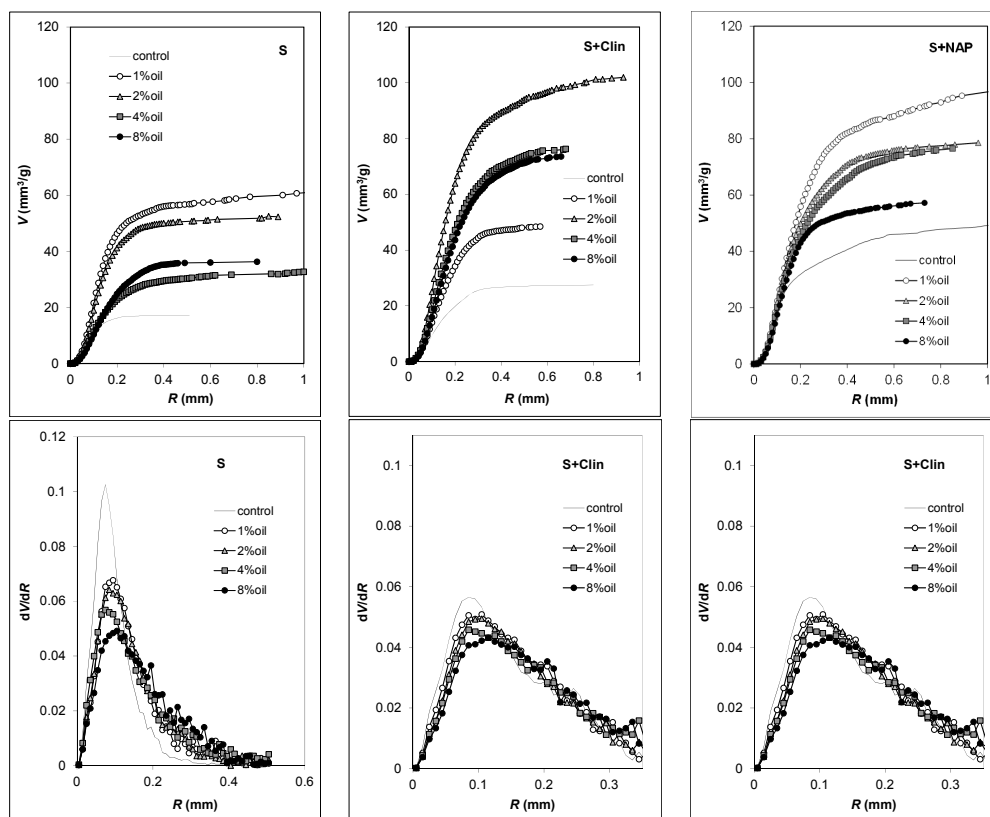 S
control
1%oil
2%oil
4%oil
8%oil
V (mm³/g)
120
100
80
60
40
20
0
0 0.2 0.4 0.6 0.8 1
R (mm)
S+Clin
control
1%oil
2%oil
4%oil
8%oil
V (mm³/g)
120
100
80
60
40
20
0
0 0.2 0.4 0.6 0.8 1
R (mm)
S+NAP
control
1%oil
2%oil
4%oil
8%oil
V (mm³/g)
120
100
80
60
40
20
0
0 0.2 0.4 0.6 0.8 1
R (mm)
S
control
1%oil
2%oil
4%oil
8%oil
dV/dR
0.12
0.1
0.08
0.06
0.04
0.02
0
0 0.2 0.4 0.6
R (mm)
S+Clin
control
1%oil
2%oil
4%oil
8%oil
dV/dR
0.1
0.08
0.06
0.04
0.02
0
0 0.1 0.2 0.3
R (mm)
S+Clin
control
1%oil
2%oil
4%oil
8%oil
dV/dR
0.1
0.08
0.06
0.04
0.02
0
0 0.1 0.2 0.3
R (mm)